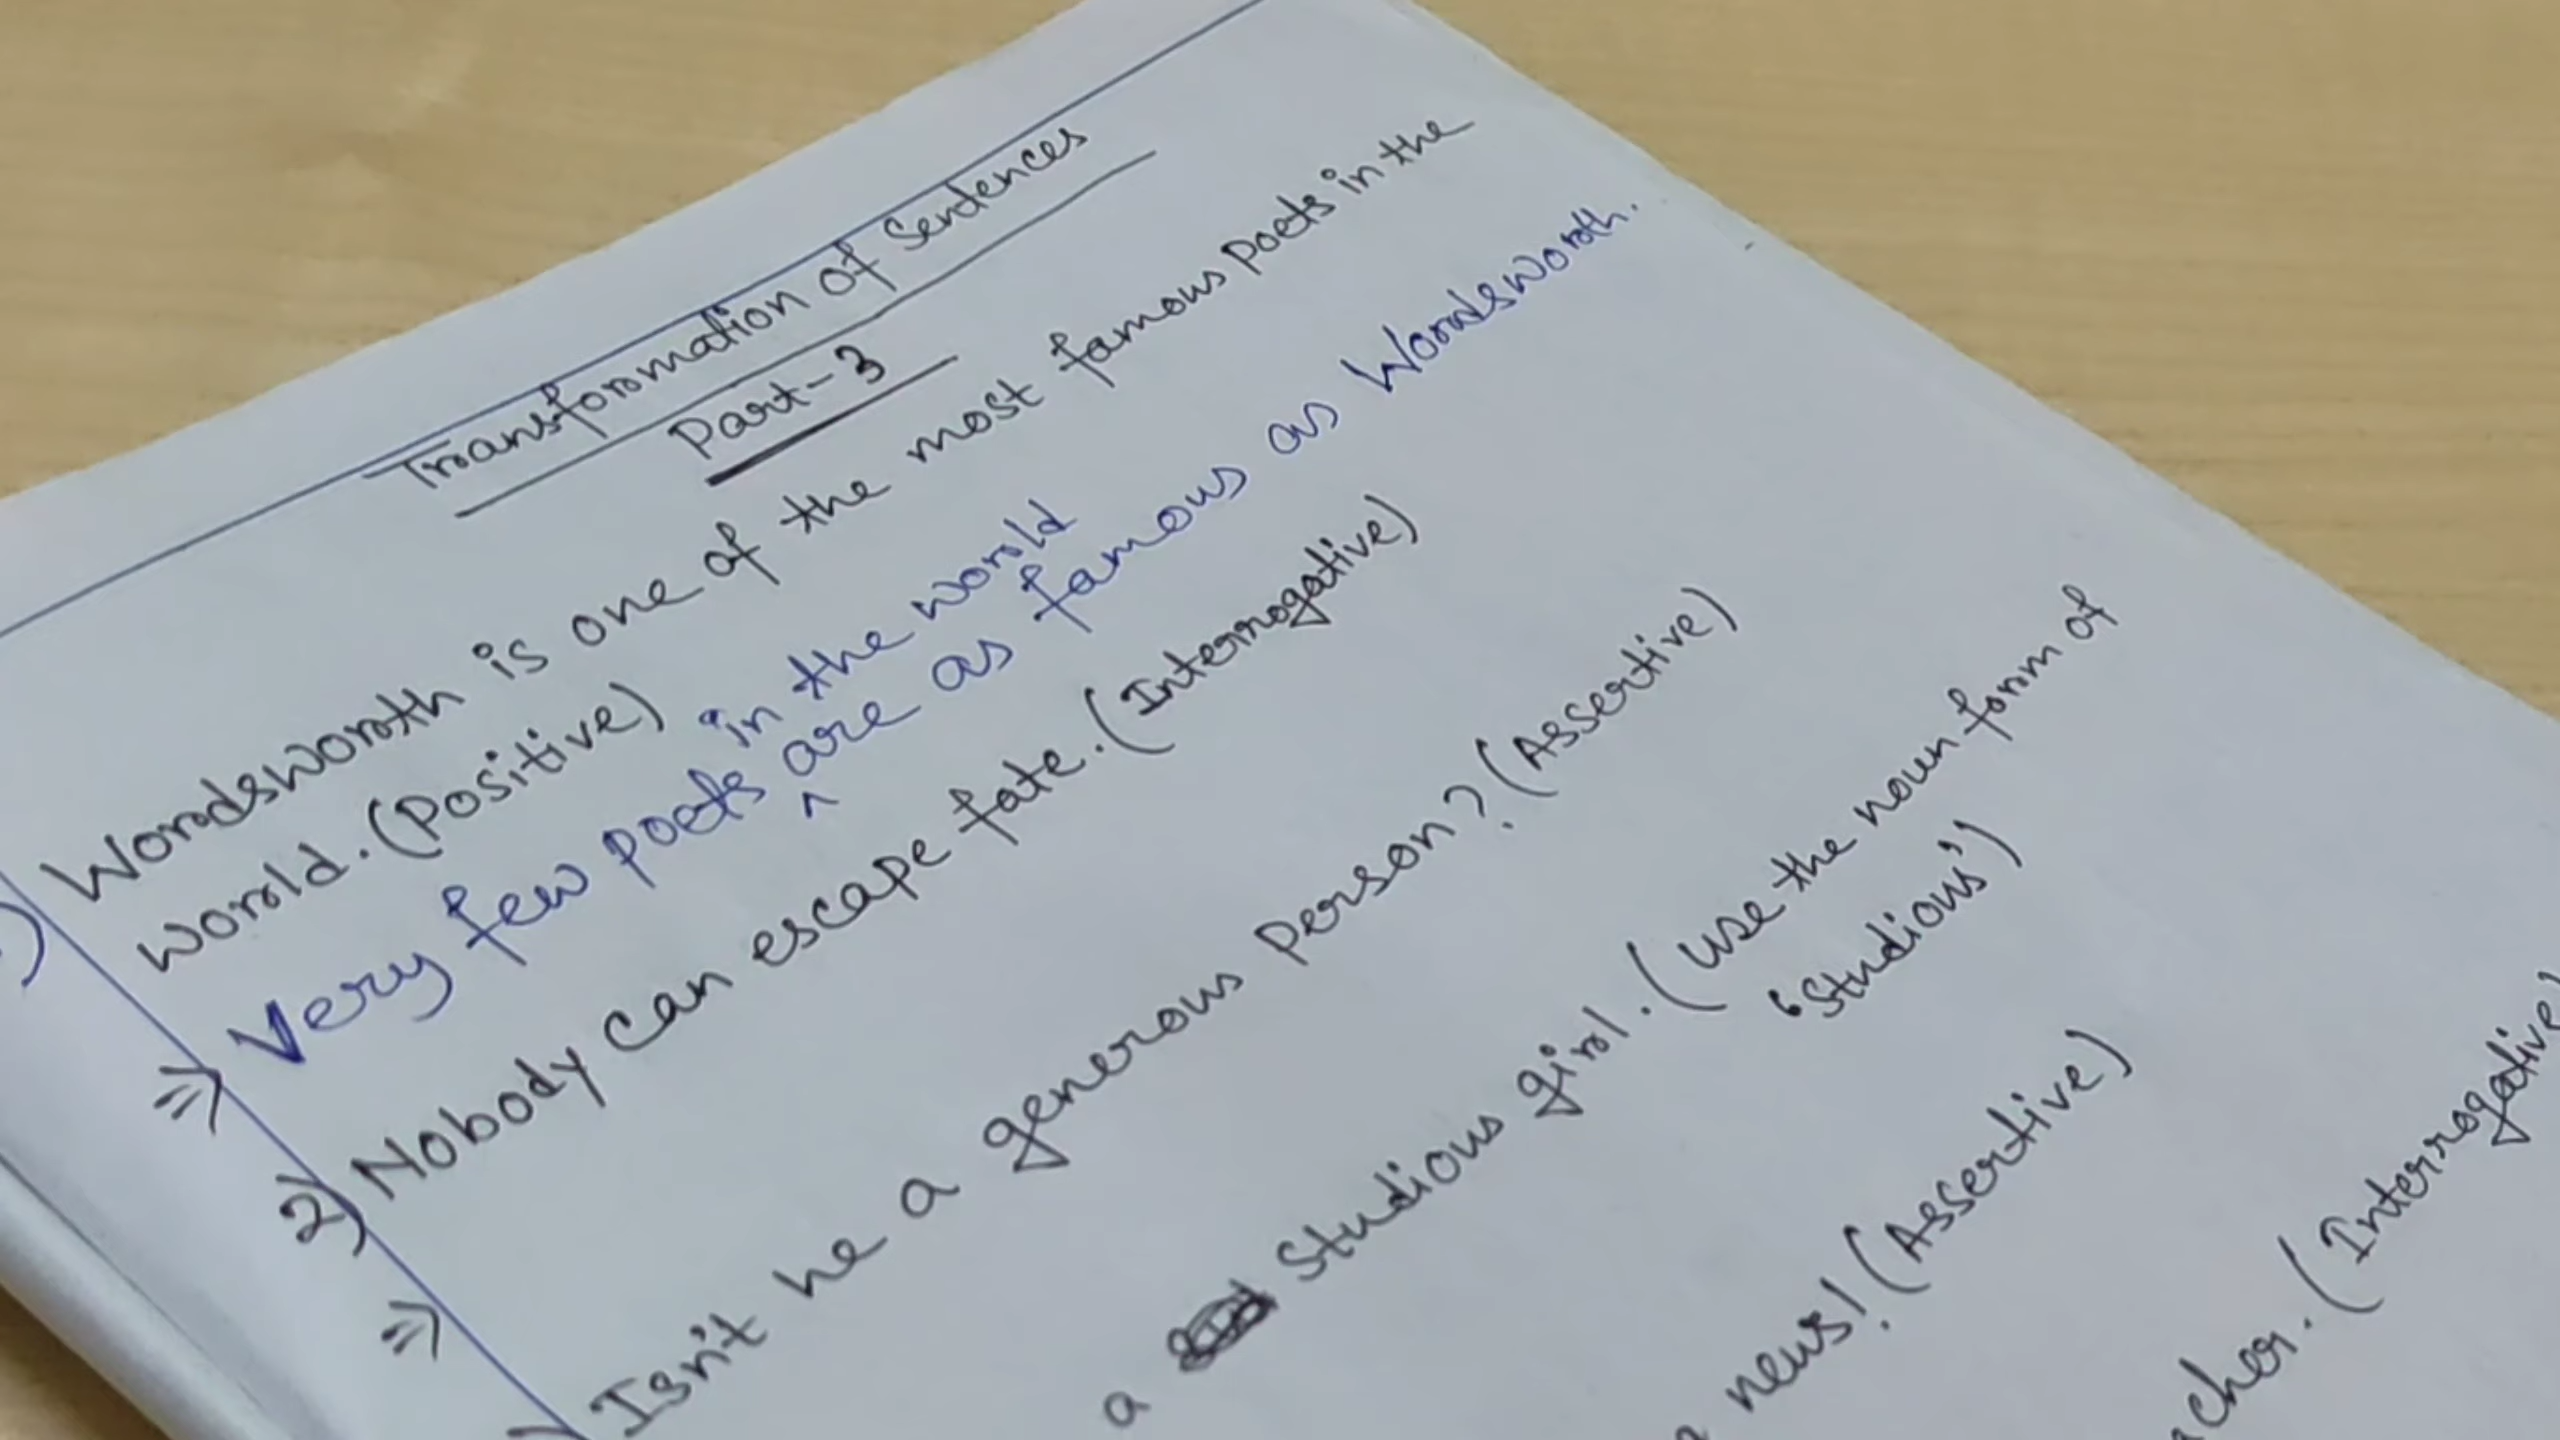 Transformation of Sentences
Part-3
Wordsworth is one of the most famous poets in the
World. (Positive)
in the world
=> Very few poets ^ are as famous as Wordsworth.
2) Nobody can escape fate. (Interrogative)
=>
Isn't he a generous person? (Assertive)
a studious girl. (Use the noun form of
'studious')
news! (Assertive)
cher. (Interrogative)